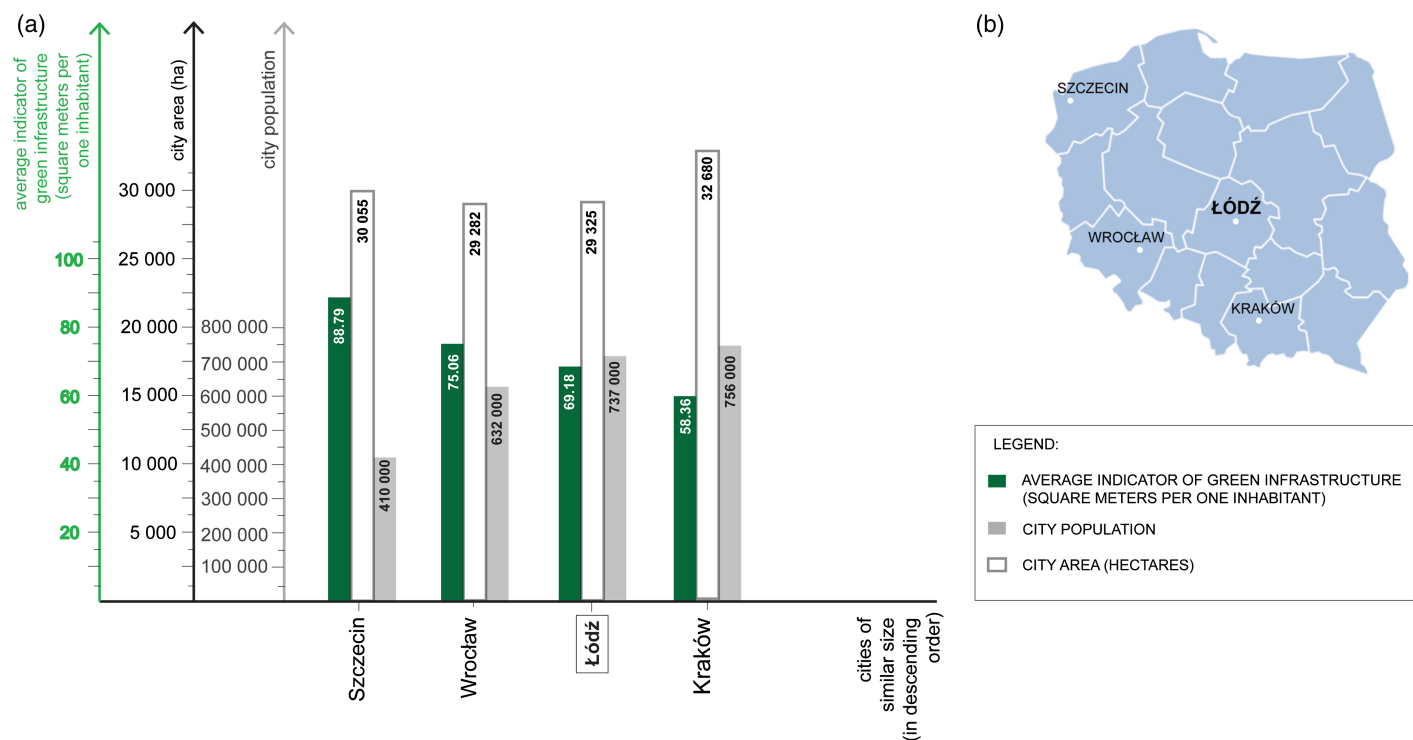 (a)
average indicator of
green infrastructure
(square meters per
one inhabitant)
city area (ha)
city population
100
80
60
40
20
30 000
25 000
20 000
15 000
10 000
5 000
800 000
700 000
600 000
500 000
400 000
300 000
200 000
100 000
88.79
30 055
410 000
75.06
29 282
632 000
69.18
29 325
737 000
58.36
32 680
756 000
Szczecin
Wrocław
Łódź
Kraków
cities of
similar size
(in descending
order)
(b)
SZCZECIN
ŁÓDŹ
WROCŁAW
KRAKÓW
LEGEND:
AVERAGE INDICATOR OF GREEN INFRASTRUCTURE
(SQUARE METERS PER ONE INHABITANT)
CITY POPULATION
CITY AREA (HECTARES)